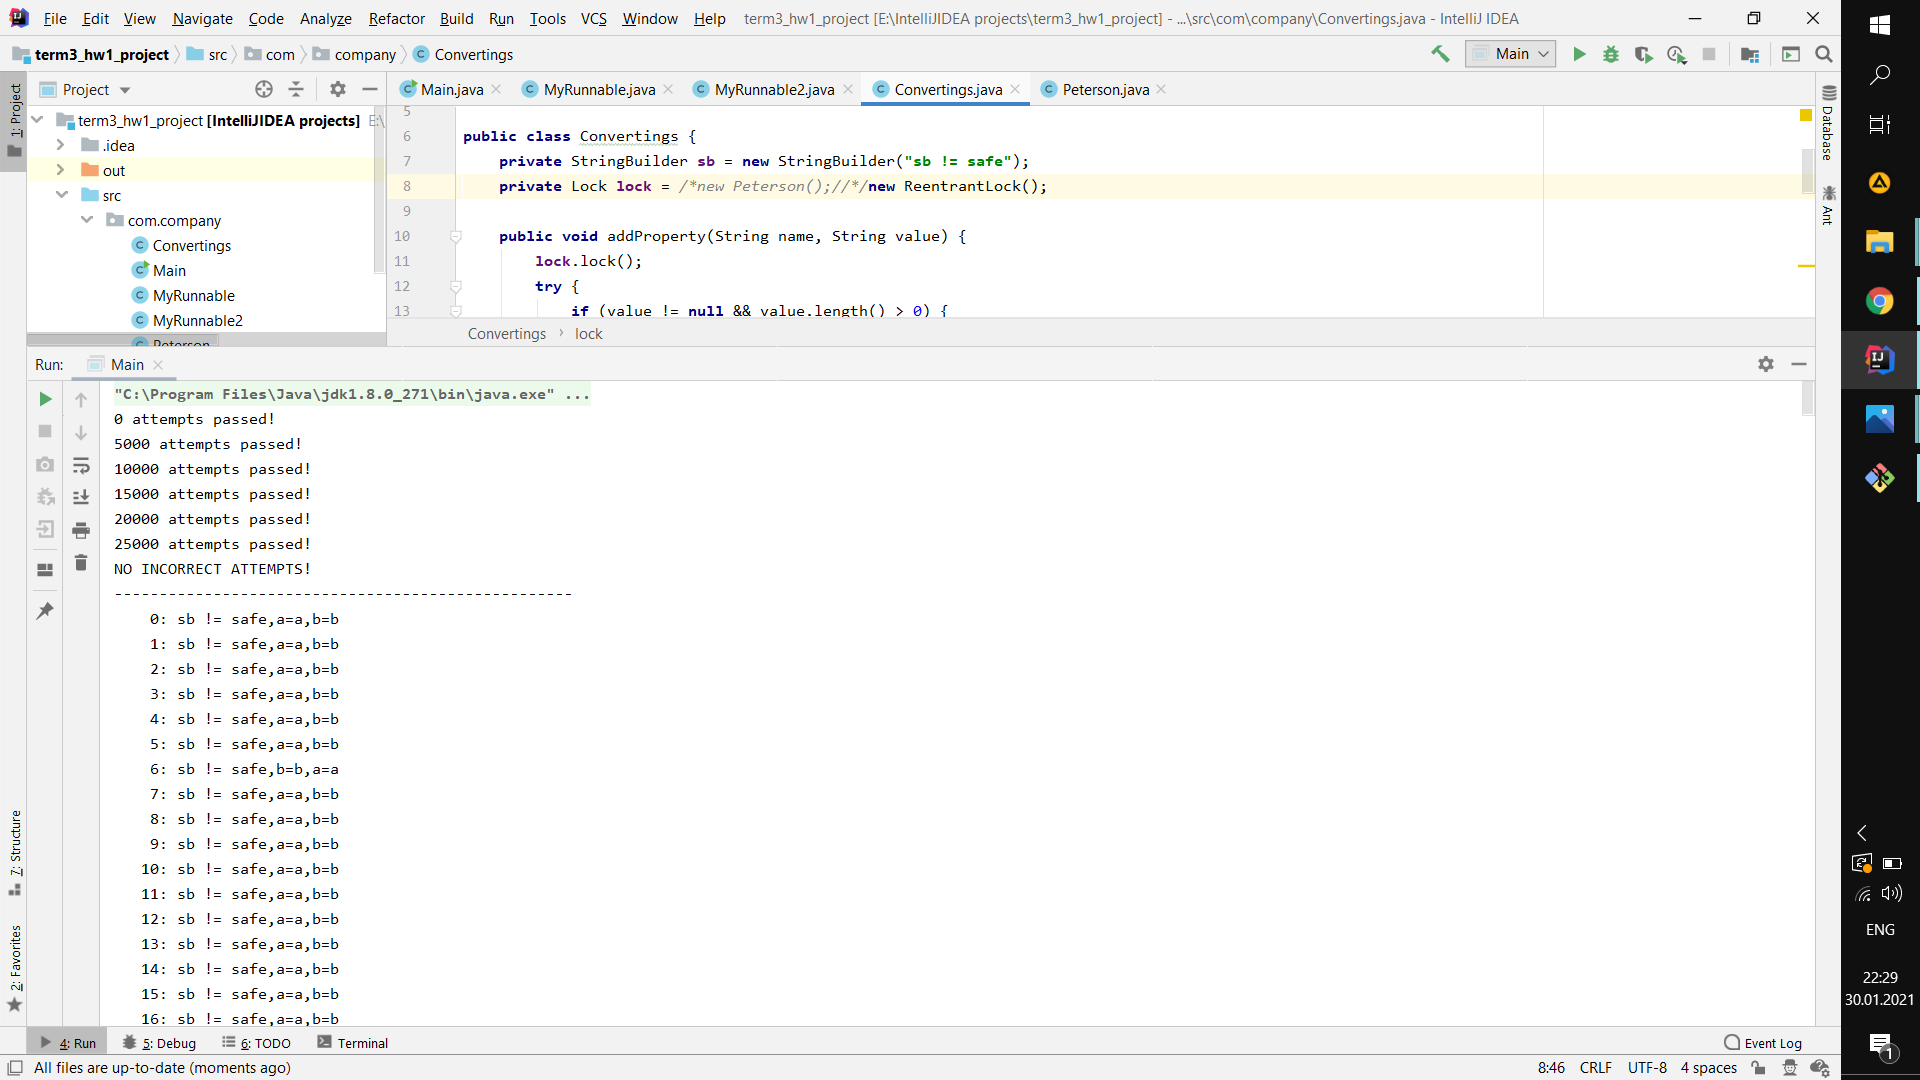 File Edit View Navigate Code Analyze Refactor Build Run Tools VCS Window Help term3_hw1_project [E:\IntelliJIDEA projects\term3_hw1_project] - ...\src\com\company\Convertings.java - IntelliJ IDEA
term3_hw1_project src com company Convertings Main
Project Main.java MyRunnable.java MyRunnable2.java Convertings.java Peterson.java
1: Project
Database
Ant
term3_hw1_project [IntelliJIDEA projects] E:\
.idea
out
src
com.company
Convertings
Main
MyRunnable
MyRunnable2
Peterson
5
6 public class Convertings {
7 private StringBuilder sb = new StringBuilder("sb != safe");
8 private Lock lock = /*new Peterson();//*/new ReentrantLock();
9
10 public void addProperty(String name, String value) {
11 lock.lock();
12 try {
13 if (value != null && value.length() > 0) {
Convertings lock
Run: Main
"C:\Program Files\Java\jdk1.8.0_271\bin\java.exe" ...
0 attempts passed!
5000 attempts passed!
10000 attempts passed!
15000 attempts passed!
20000 attempts passed!
25000 attempts passed!
NO INCORRECT ATTEMPTS!
---------------------------------------------------
0: sb != safe,a=a,b=b
1: sb != safe,a=a,b=b
2: sb != safe,a=a,b=b
3: sb != safe,a=a,b=b
4: sb != safe,a=a,b=b
5: sb != safe,a=a,b=b
6: sb != safe,b=b,a=a
7: sb != safe,a=a,b=b
8: sb != safe,a=a,b=b
9: sb != safe,a=a,b=b
10: sb != safe,a=a,b=b
11: sb != safe,a=a,b=b
12: sb != safe,a=a,b=b
13: sb != safe,a=a,b=b
14: sb != safe,a=a,b=b
15: sb != safe,a=a,b=b
16: sb != safe,a=a,b=b
7: Structure
2: Favorites
4: Run 5: Debug 6: TODO Terminal Event Log
All files are up-to-date (moments ago) 8:46 CRLF UTF-8 4 spaces
ENG
22:29
30.01.2021
1